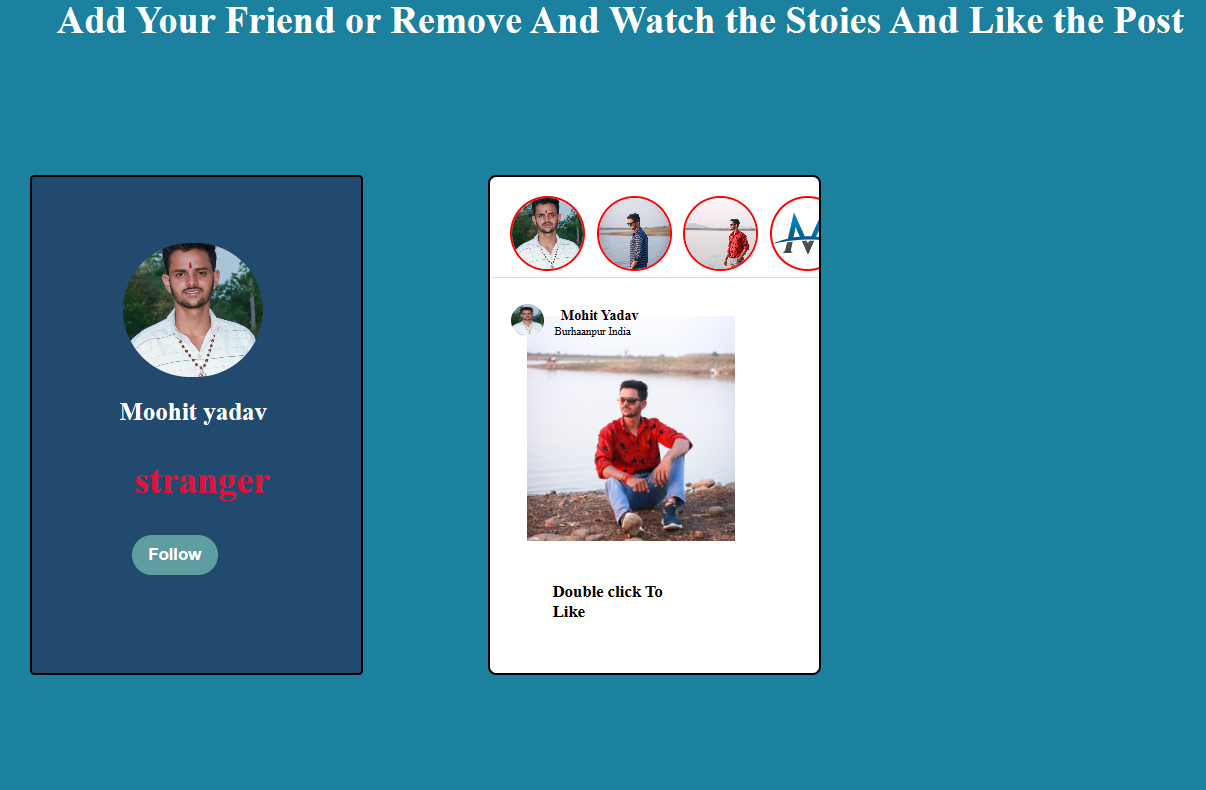 Add Your Friend or Remove And Watch the Stoies And Like the Post
Moohit yadav
stranger
Follow
Mohit Yadav
Burhaanpur India
Double click To
Like